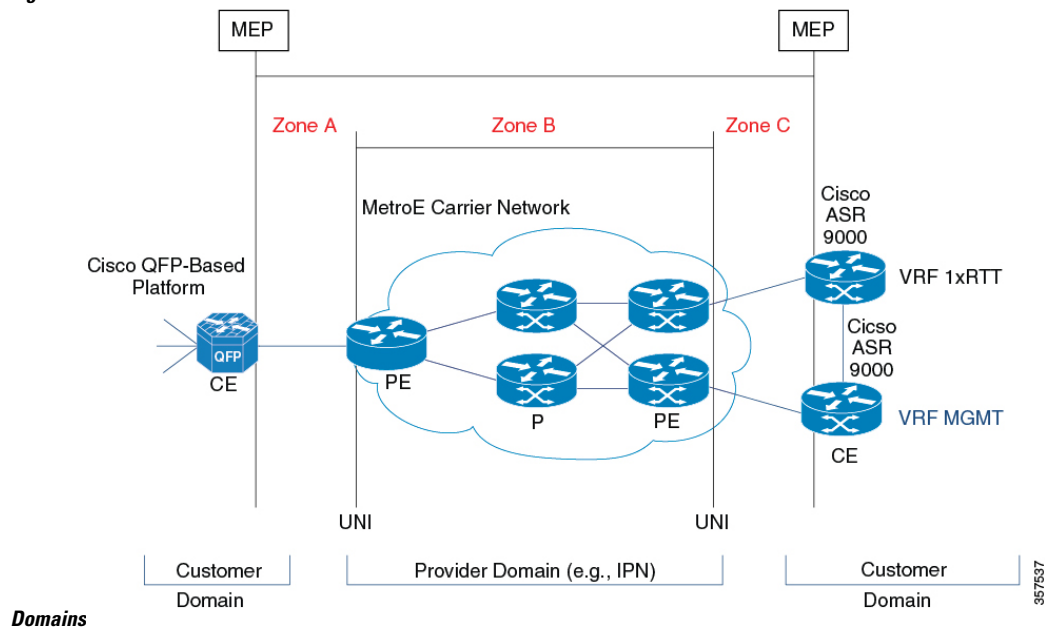 MEP
MEP
Zone A
Zone B
Zone C
MetroE Carrier Network
Cisco
ASR
9000
Cisco QFP-Based
Platform
VRF 1xRTT
QFP
CE
PE
Cicso
ASR
9000
P
PE
VRF MGMT
CE
UNI
UNI
Customer
Domain
Provider Domain (e.g., IPN)
Customer
Domain
357537
Domains